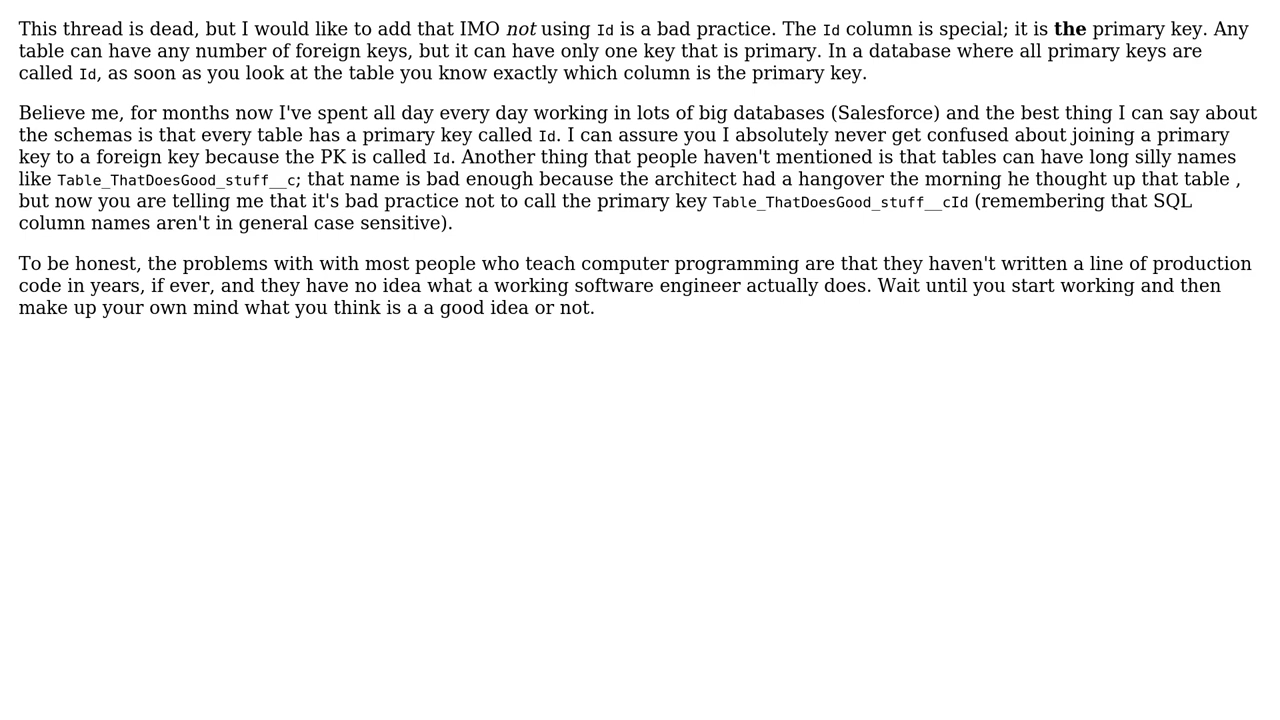 This thread is dead, but I would like to add that IMO not using Id is a bad practice. The Id column is special; it is the primary key. Any
table can have any number of foreign keys, but it can have only one key that is primary. In a database where all primary keys are
called Id, as soon as you look at the table you know exactly which column is the primary key.
Believe me, for months now I've spent all day every day working in lots of big databases (Salesforce) and the best thing I can say about
the schemas is that every table has a primary key called Id. I can assure you I absolutely never get confused about joining a primary
key to a foreign key because the PK is called Id. Another thing that people haven't mentioned is that tables can have long silly names
like Table_ThatDoesGood_stuff__c; that name is bad enough because the architect had a hangover the morning he thought up that table ,
but now you are telling me that it's bad practice not to call the primary key Table_ThatDoesGood_stuff__cId (remembering that SQL
column names aren't in general case sensitive).
To be honest, the problems with with most people who teach computer programming are that they haven't written a line of production
code in years, if ever, and they have no idea what a working software engineer actually does. Wait until you start working and then
make up your own mind what you think is a a good idea or not.